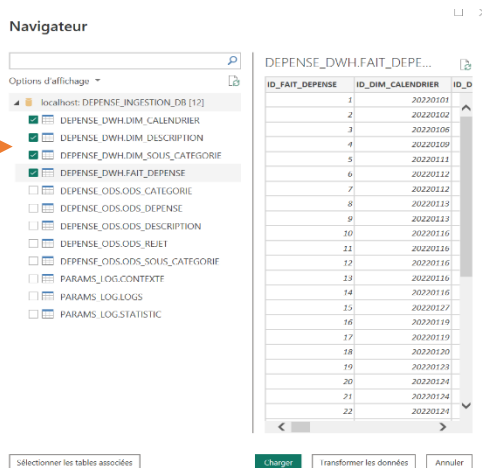 Navigateur
Options d'affichage
localhost: DEPENSE_INGESTION_DB [12]
DEPENSE_DWH.DIM_CALENDRIER
DEPENSE_DWH.DIM_DESCRIPTION
DEPENSE_DWH.DIM_SOUS_CATEGORIE
DEPENSE_DWH.FAIT_DEPENSE
DEPENSE_ODS.ODS_CATEGORIE
DEPENSE_ODS.ODS_DEPENSE
DEPENSE_ODS.ODS_DESCRIPTION
DEPENSE_ODS.ODS_REJET
DEPENSE_ODS.ODS_SOUS_CATEGORIE
PARAMS_LOG.CONTEXTE
PARAMS_LOG.LOGS
PARAMS_LOG.STATISTIC
DEPENSE_DWH.FAIT_DEPE...
ID_FAIT_DEPENSE ID_DIM_CALENDRIER ID_D
1 20220101
2 20220102
3 20220106
4 20220109
5 20220111
6 20220112
7 20220112
8 20220113
9 20220113
10 20220116
11 20220116
12 20220116
13 20220116
14 20220116
15 20220127
16 20220119
17 20220119
18 20220120
19 20220123
20 20220124
21 20220124
22 20220124
Sélectionner les tables associées
Charger
Transformer les données
Annuler